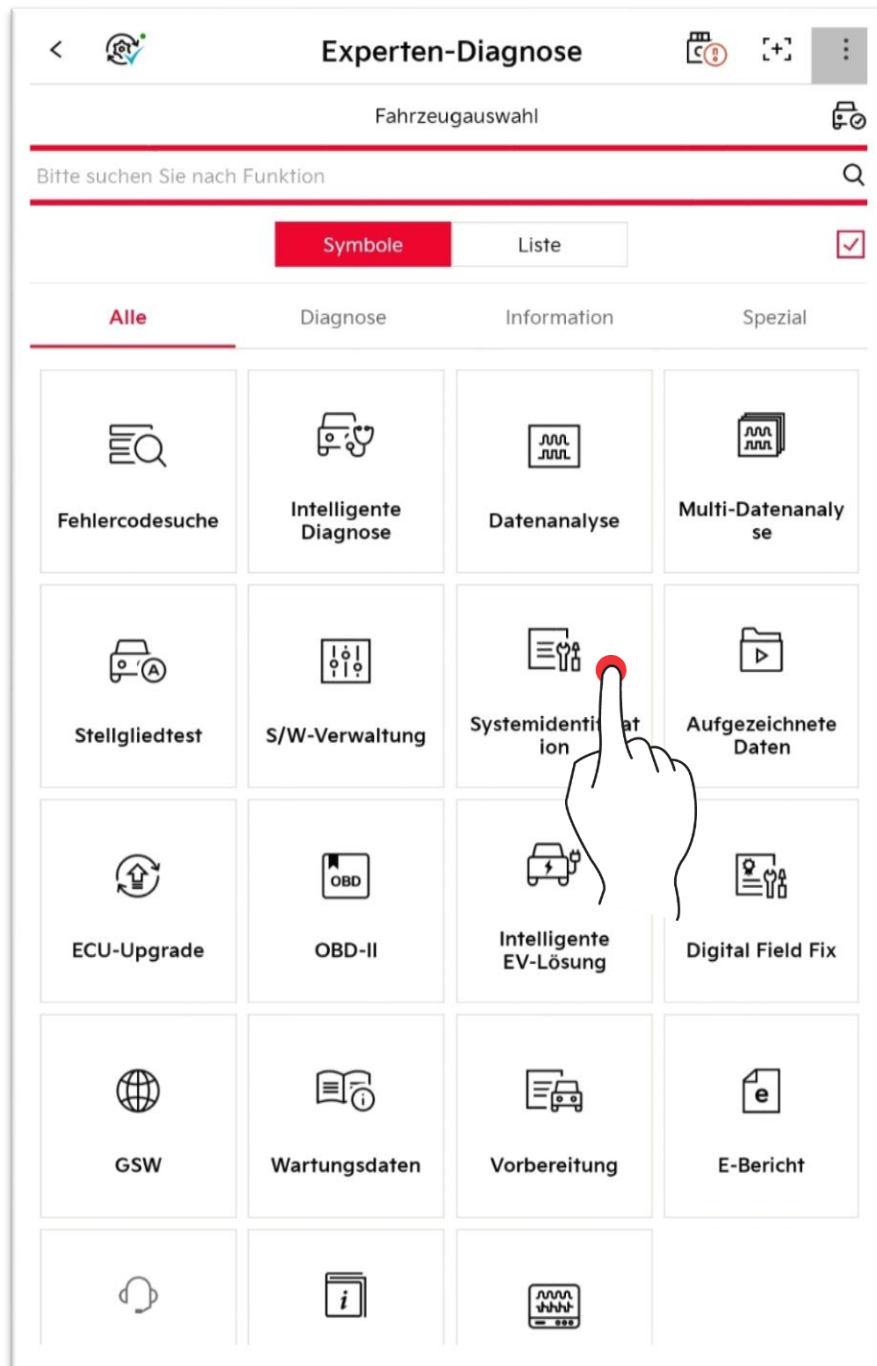 Experten-Diagnose
Fahrzeugauswahl
Bitte suchen Sie nach Funktion
Symbole
Liste
Alle
Diagnose
Information
Spezial
Fehlercodesuche
Intelligente
Diagnose
Datenanalyse
Multi-Datenanaly
se
Stellgliedtest
S/W-Verwaltung
ion
Aufgezeichnete
Daten
A
ECU-Upgrade
OBD
OBD-II
Intelligente
EV-Lösung
Digital Field Fix
GSW
Wartungsdaten
Vorbereitung
e
E-Bericht
i